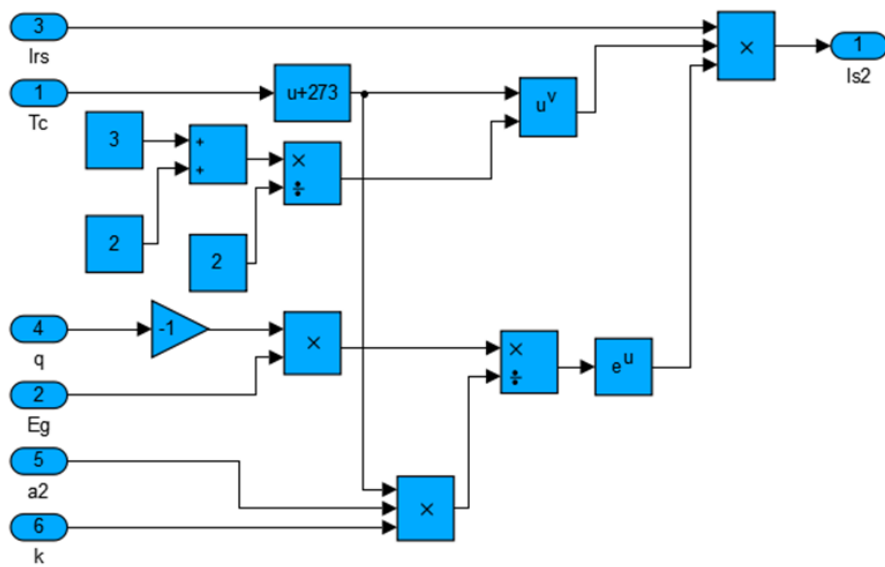 3
Irs
1
Is2
×
1
Tc
u+273
u^v
3
+
+
×
÷
2
2
4
q
-1
×
×
÷
e^u
2
Eg
5
a2
×
6
k